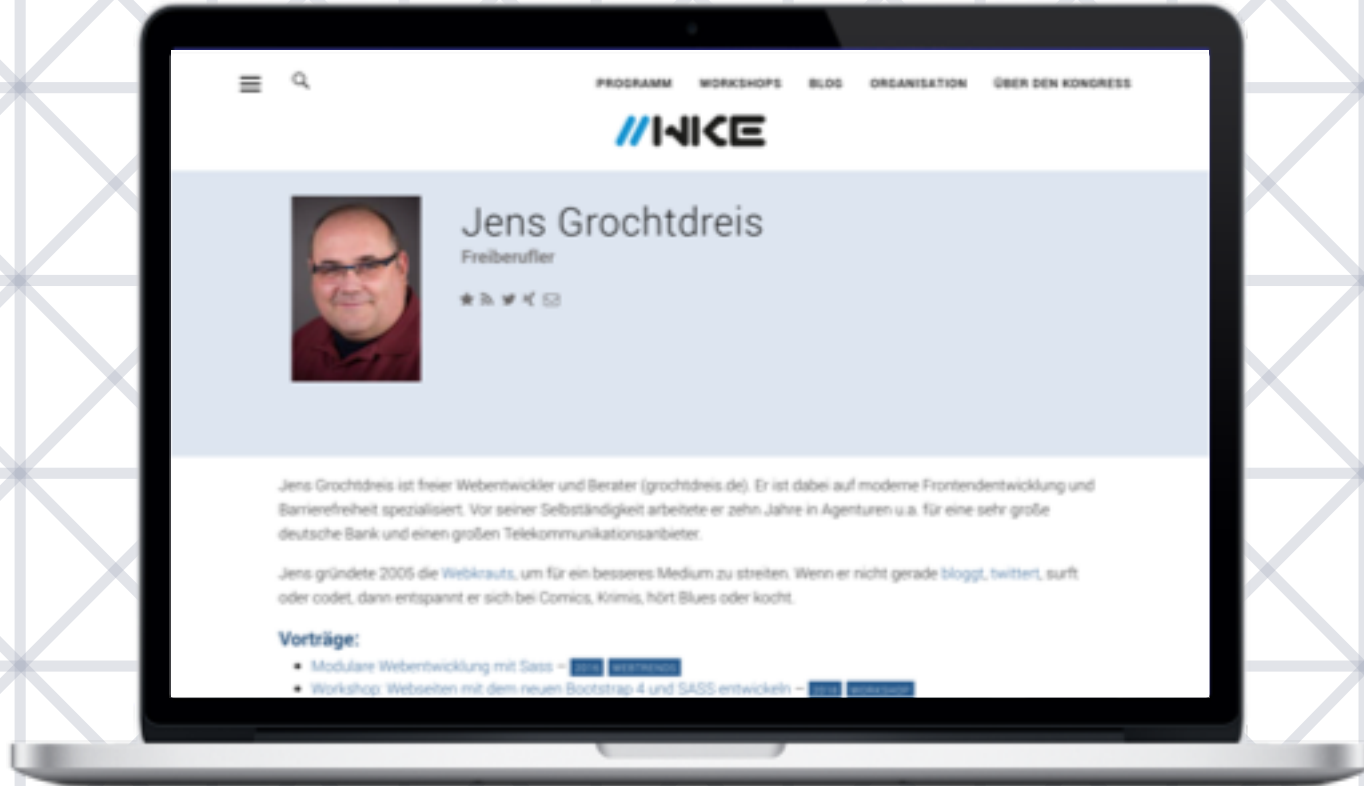 PROGRAMM WORKSHOPS BLOG ORGANISATION ÜBER DEN KONGRESS
//WKE
Jens Grochtdreis
Freiberufler
Jens Grochtdreis ist freier Webentwickler und Berater (grochtdreis.de). Er ist dabei auf moderne Frontendentwicklung und
Barrierefreiheit spezialisiert. Vor seiner Selbständigkeit arbeitete er zehn Jahre in Agenturen u.a. für eine sehr große
deutsche Bank und einen großen Telekommunikationsanbieter.
Jens gründete 2005 die Webkrauts, um für ein besseres Medium zu streiten. Wenn er nicht gerade bloggt, twittert, surft
oder codet, dann entspannt er sich bei Comics, Krimis, hört Blues oder kocht.
Vorträge:
• Modulare Webentwicklung mit Sass – 2016 WEBTRENDS
• Workshop: Webseiten mit dem neuen Bootstrap 4 und SASS entwickeln – 2016 WORKSHOP